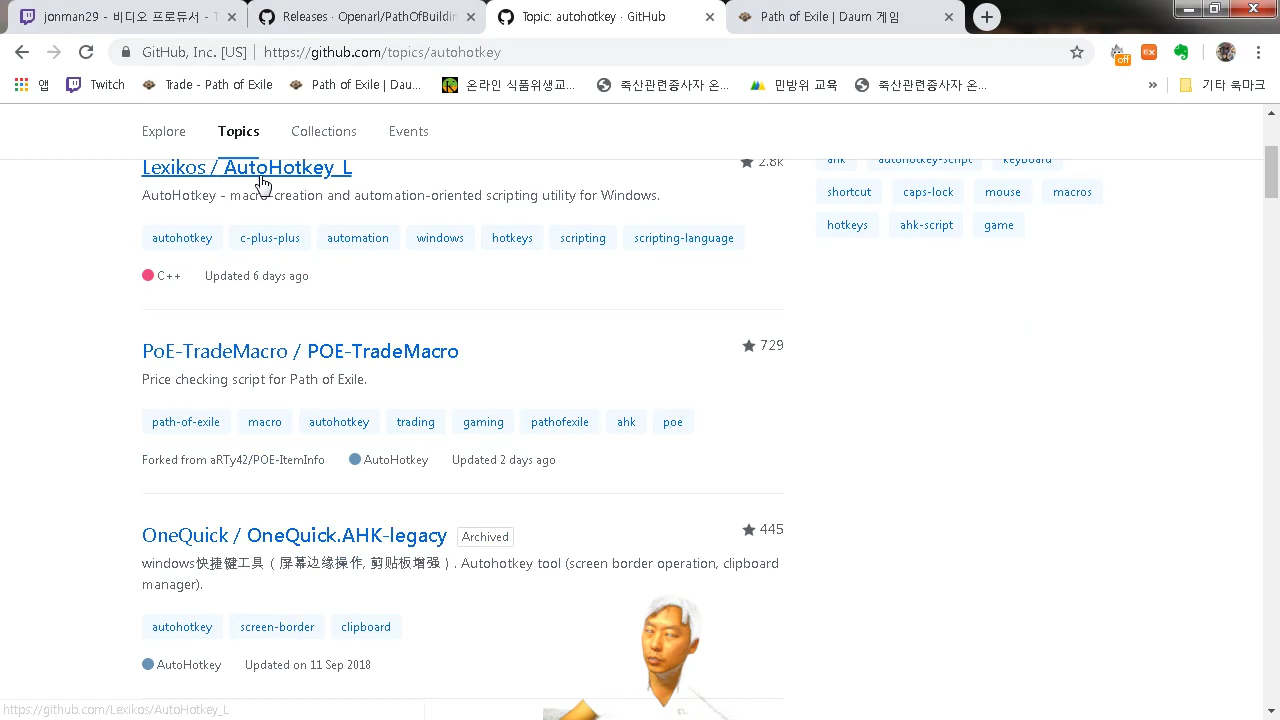 jonman29 - 비디오 프로듀서 - T
Releases · Openarl/PathOfBuildin
Topic: autohotkey · GitHub
Path of Exile | Daum 게임
GitHub, Inc. [US] | https://github.com/topics/autohotkey
off
앱
Twitch
Trade - Path of Exile
Path of Exile | Dau...
온라인 식품위생교...
축산관련종사자 온...
민방위 교육
축산관련종사자 온...
»
기타 북마크
Explore
Topics
Collections
Events
Lexikos / AutoHotkey_L
2.8k
AutoHotkey - macro-creation and automation-oriented scripting utility for Windows.
autohotkey
c-plus-plus
automation
windows
hotkeys
scripting
scripting-language
C++
Updated 6 days ago
ahk
autohotkey-script
keyboard
shortcut
caps-lock
mouse
macros
hotkeys
ahk-script
game
PoE-TradeMacro / POE-TradeMacro
729
Price checking script for Path of Exile.
path-of-exile
macro
autohotkey
trading
gaming
pathofexile
ahk
poe
Forked from aRTy42/POE-ItemInfo
AutoHotkey
Updated 2 days ago
OneQuick / OneQuick.AHK-legacy
Archived
445
windows快捷键工具（屏幕边缘操作, 剪贴板增强）. Autohotkey tool (screen border operation, clipboard
manager).
autohotkey
screen-border
clipboard
AutoHotkey
Updated on 11 Sep 2018
https://github.com/Lexikos/AutoHotkey_L